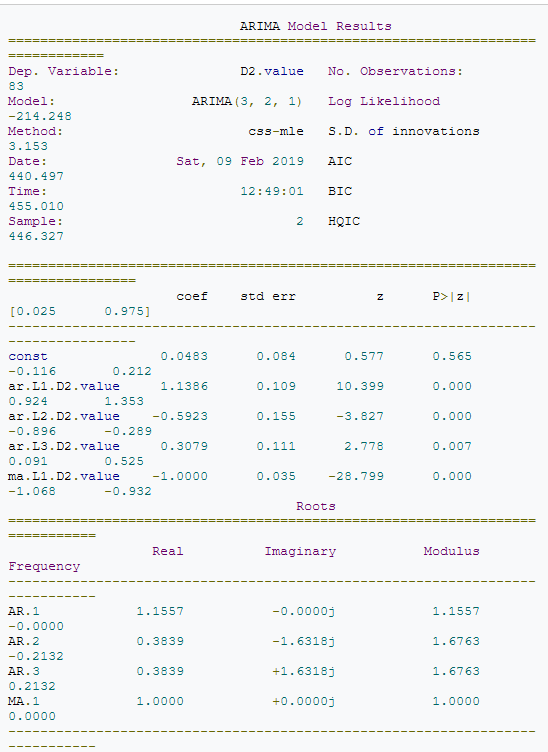 ARIMA Model Results
==================================================================
============
Dep. Variable: D2.value No. Observations:
83
Model: ARIMA(3, 2, 1) Log Likelihood
-214.248
Method: css-mle S.D. of innovations
3.153
Date: Sat, 09 Feb 2019 AIC
440.497
Time: 12:49:01 BIC
455.010
Sample: 2 HQIC
446.327
==================================================================
================
coef std err z P>|z|
[0.025 0.975]
------------------------------------------------------------------
----------------
const 0.0483 0.084 0.577 0.565
-0.116 0.212
ar.L1.D2.value 1.1386 0.109 10.399 0.000
0.924 1.353
ar.L2.D2.value -0.5923 0.155 -3.827 0.000
-0.896 -0.289
ar.L3.D2.value 0.3079 0.111 2.778 0.007
0.091 0.525
ma.L1.D2.value -1.0000 0.035 -28.799 0.000
-1.068 -0.932
Roots
==================================================================
===========
Real Imaginary Modulus
Frequency
------------------------------------------------------------------
-----------
AR.1 1.1557 -0.0000j 1.1557
-0.0000
AR.2 0.3839 -1.6318j 1.6763
-0.2132
AR.3 0.3839 +1.6318j 1.6763
0.2132
MA.1 1.0000 +0.0000j 1.0000
0.0000
------------------------------------------------------------------
-----------